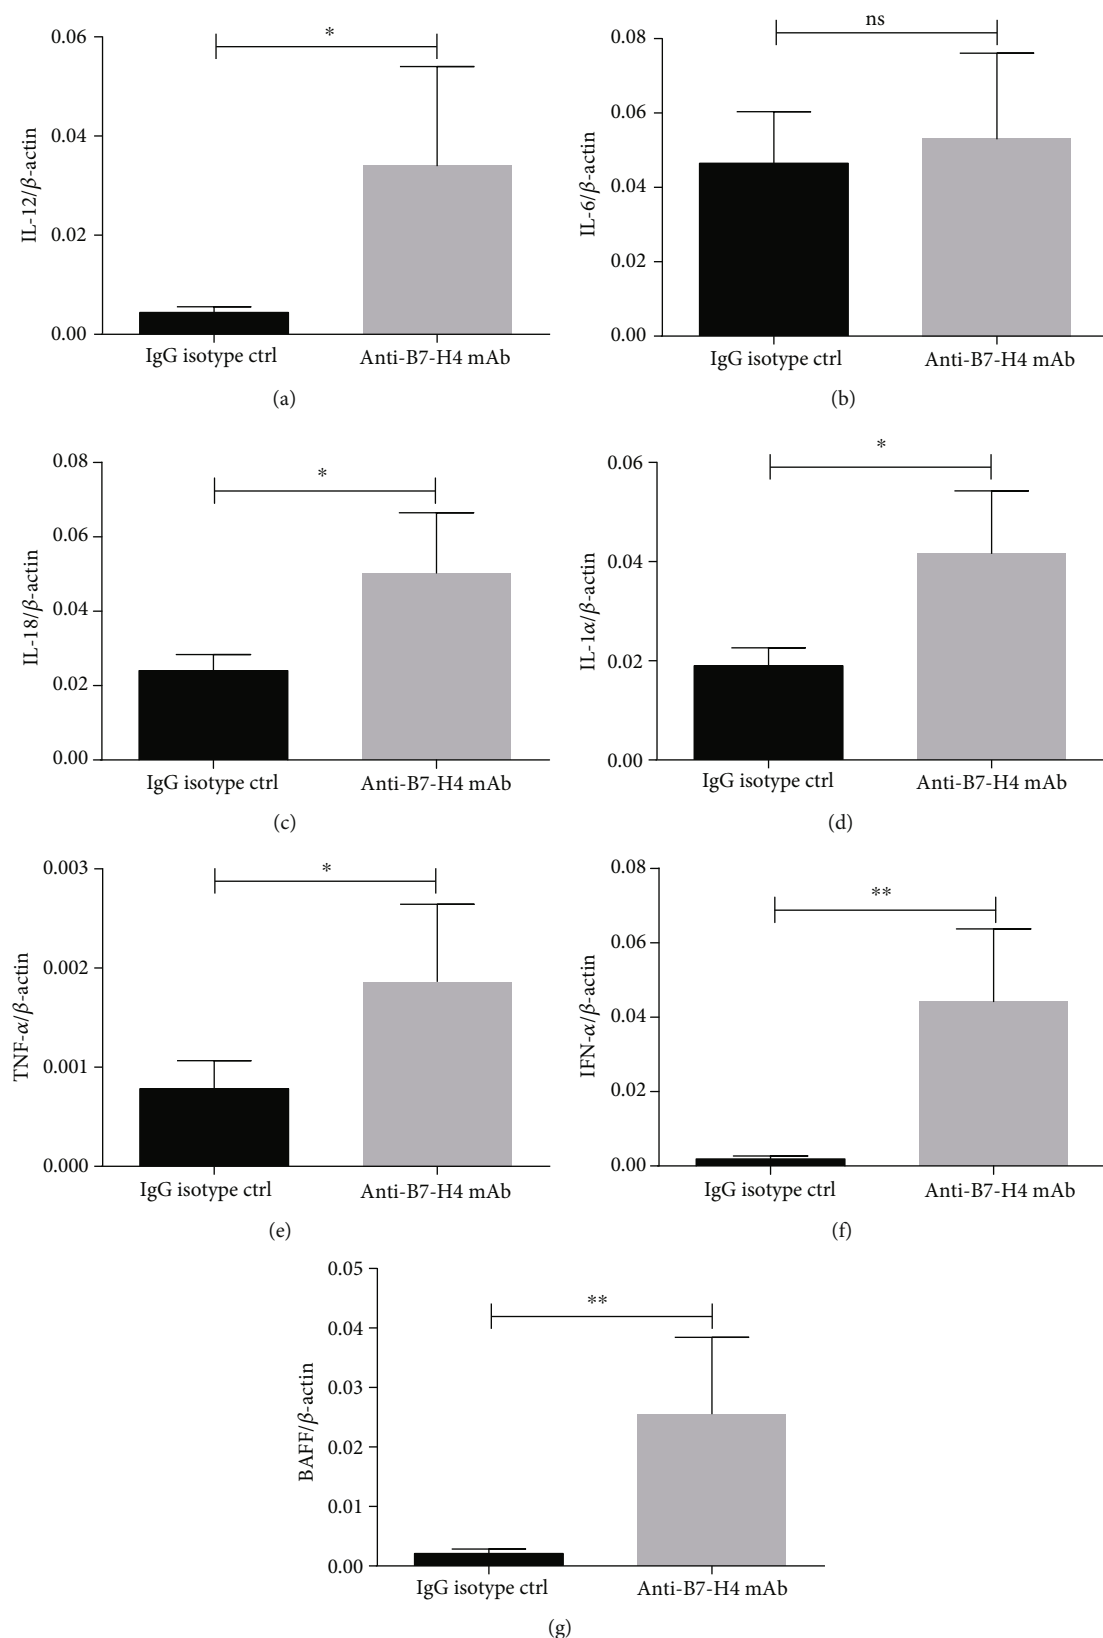 *
0.06
0.04
0.02
0.00
IL-12/β-actin
IgG isotype ctrl
Anti-B7-H4 mAb
(a)
ns
0.08
0.06
0.04
0.02
0.00
IL-6/β-actin
IgG isotype ctrl
Anti-B7-H4 mAb
(b)
*
0.08
0.06
0.04
0.02
0.00
IL-18/β-actin
IgG isotype ctrl
Anti-B7-H4 mAb
(c)
*
0.06
0.04
0.02
0.00
IL-1α/β-actin
IgG isotype ctrl
Anti-B7-H4 mAb
(d)
*
0.003
0.002
0.001
0.000
TNF-α/β-actin
IgG isotype ctrl
Anti-B7-H4 mAb
(e)
**
0.08
0.06
0.04
0.02
0.00
IFN-α/β-actin
IgG isotype ctrl
Anti-B7-H4 mAb
(f)
**
0.05
0.04
0.03
0.02
0.01
0.00
BAFF/β-actin
IgG isotype ctrl
Anti-B7-H4 mAb
(g)